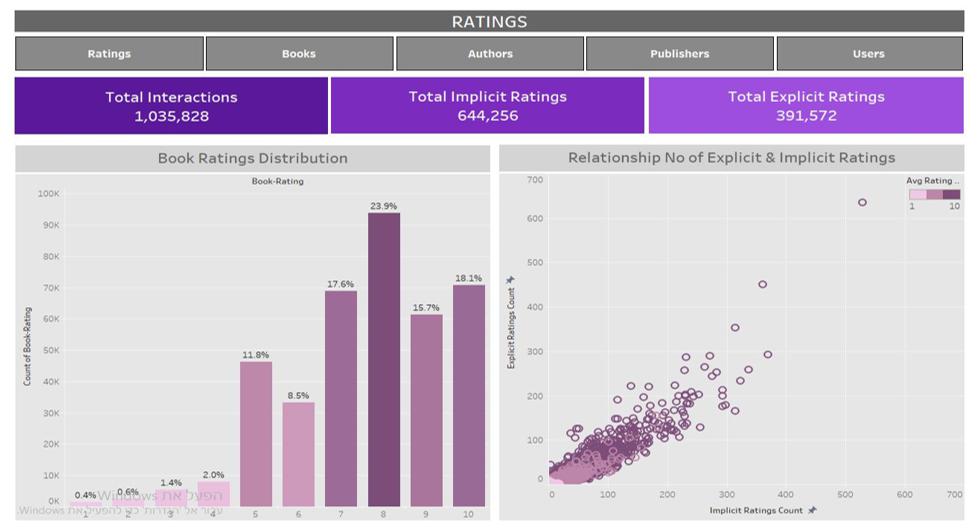 RATINGS
Ratings Books Authors Publishers Users
Total Interactions
1,035,828
Total Implicit Ratings
644,256
Total Explicit Ratings
391,572
Book Ratings Distribution
Book-Rating
100K
90K
80K
70K
60K
50K
40K
30K
20K
10K
0K
Count of Book-Rating
0.4%
0.6%
1.4%
2.0%
11.8%
8.5%
17.6%
23.9%
15.7%
18.1%
1 2 3 4 5 6 7 8 9 10
Relationship No of Explicit & Implicit Ratings
Avg Rating ..
1 10
700
600
500
400
300
200
100
0
Explicit Ratings Count
0 100 200 300 400 500 600 700
Implicit Ratings Count
הפעל את Windows
עבור אל 'הגדרות' כדי להפעיל את Windows.